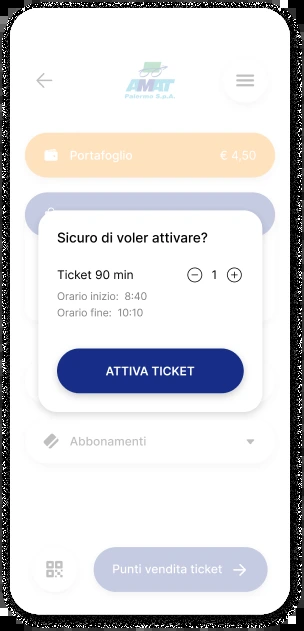 AMAT
Palermo S.p.A.
Portafoglio € 4,50
Sicuro di voler attivare?
Ticket 90 min 1
Orario inizio: 8:40
Orario fine: 10:10
ATTIVA TICKET
Abbonamenti
Punti vendita ticket